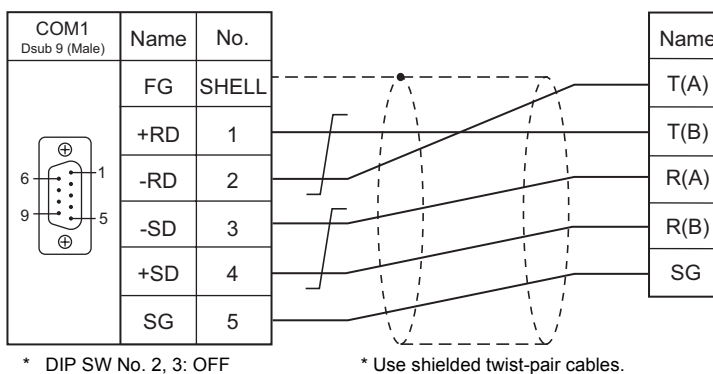 COM1
Dsub 9 (Male)
Name
No.
Name
FG
SHELL
T(A)
+RD
1
T(B)
-RD
2
R(A)
6
1
-SD
3
R(B)
9
5
+SD
4
SG
SG
5
* DIP SW No. 2, 3: OFF
* Use shielded twist-pair cables.